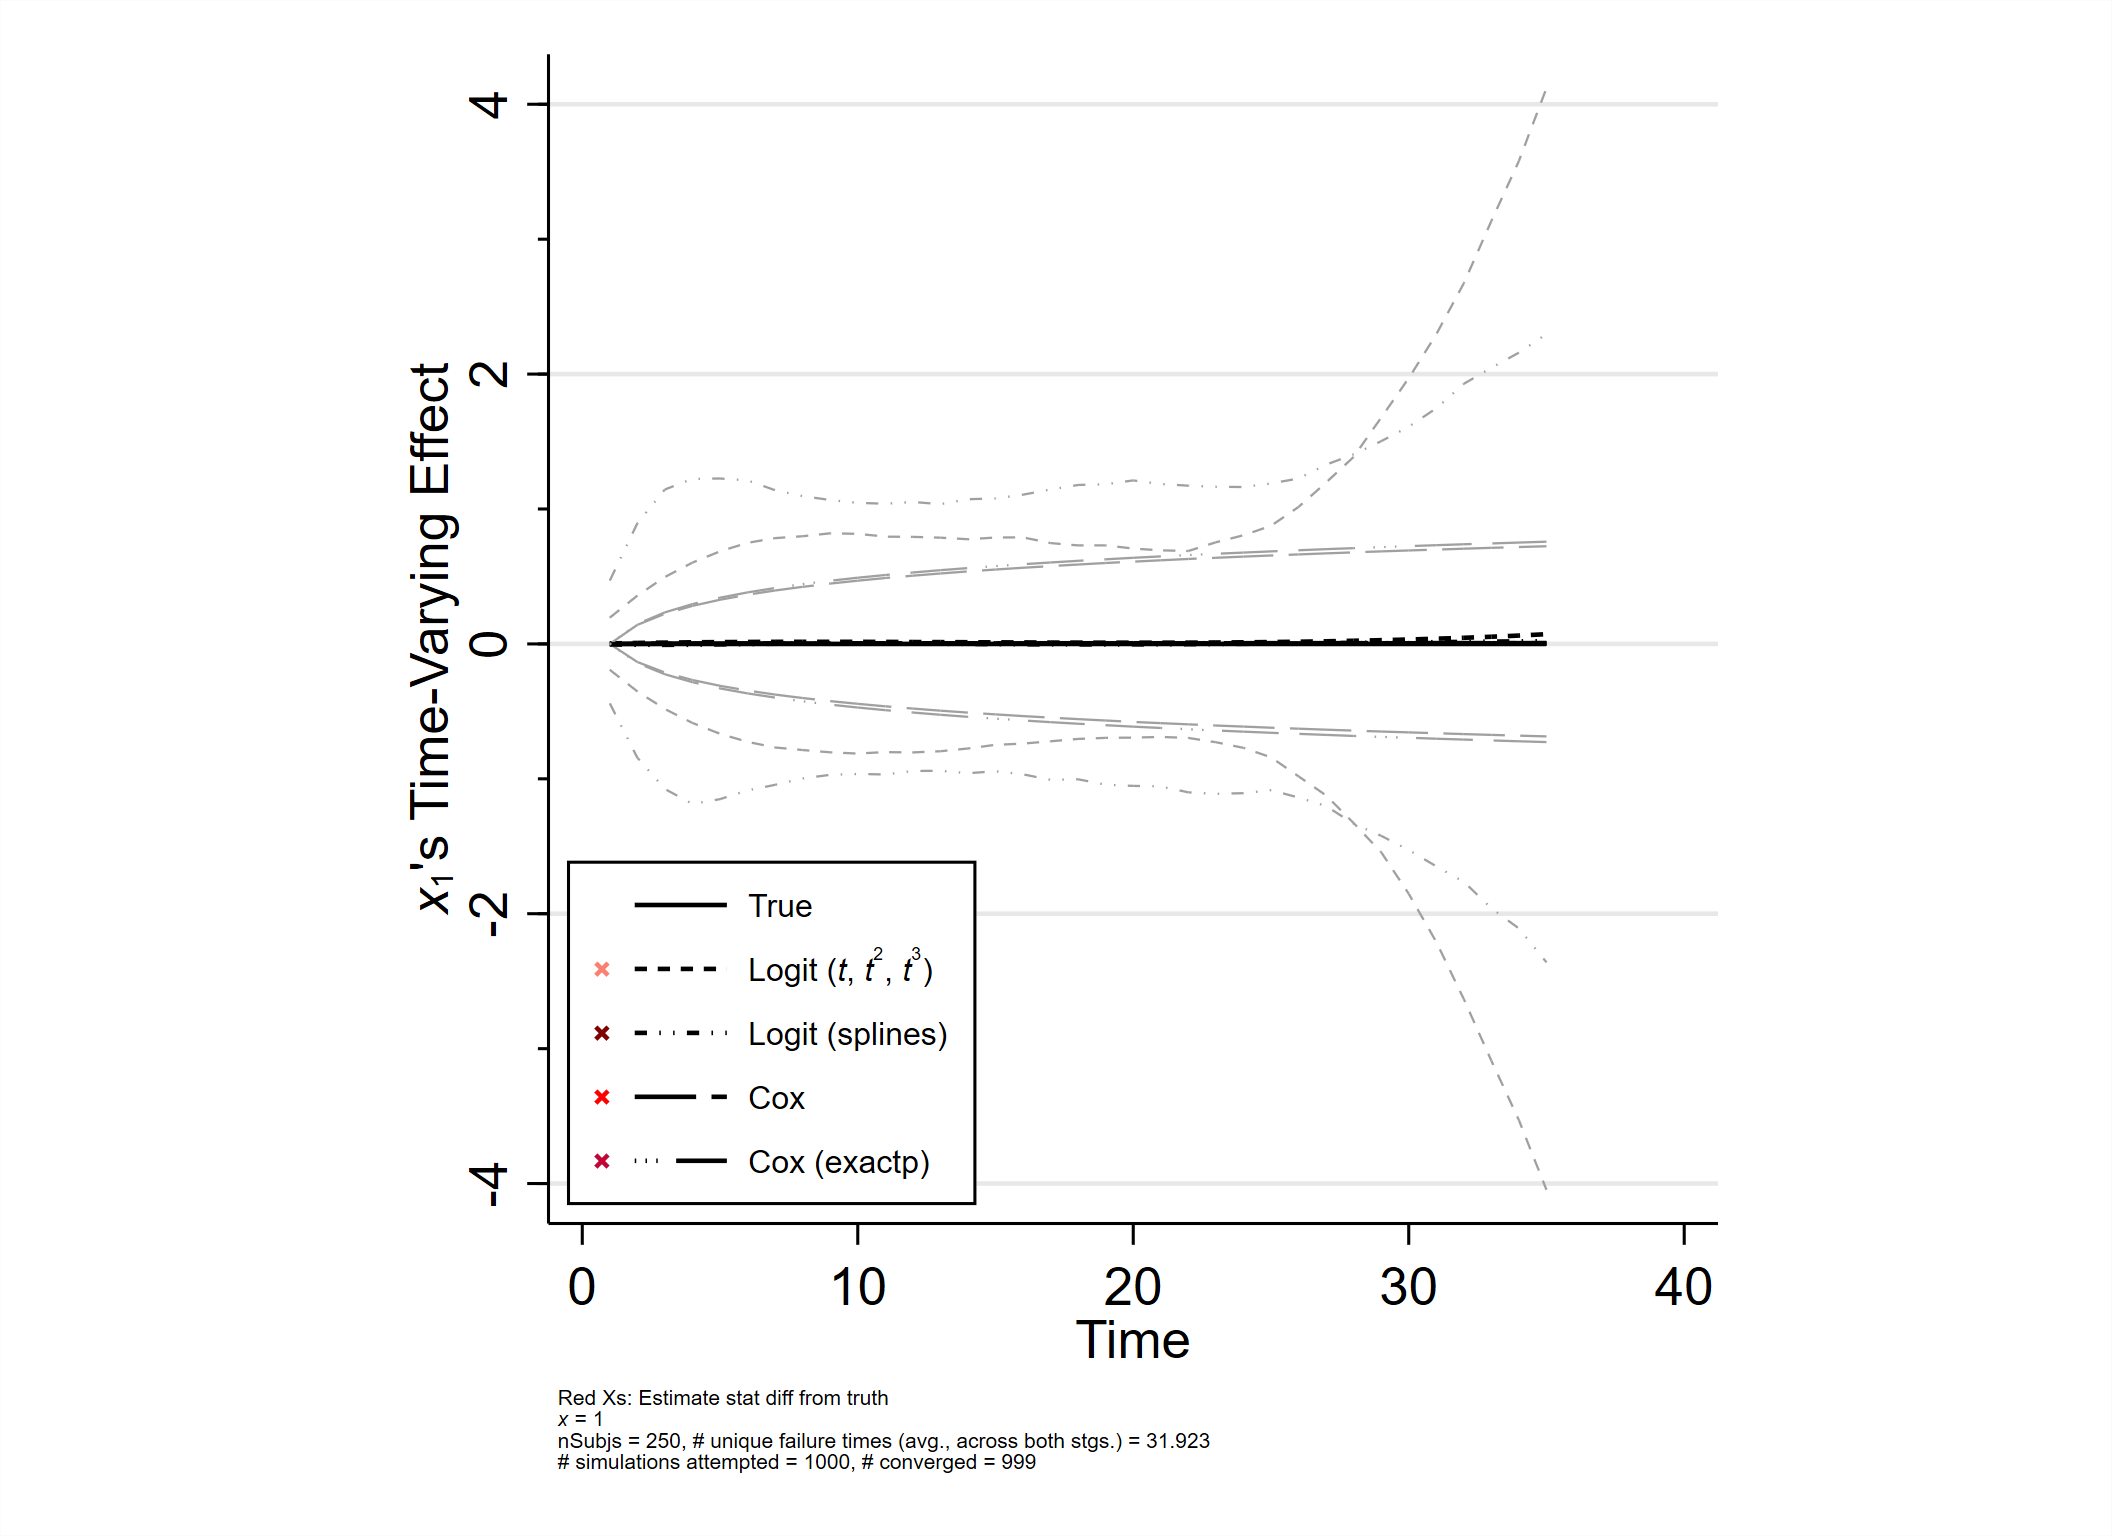 4
2
0
-2
-4
x₁'s Time-Varying Effect
True
Logit (t, t², t³)
Logit (splines)
Cox
Cox (exactp)
0 10 20 30 40
Time
Red Xs: Estimate stat diff from truth
x = 1
nSubjs = 250, # unique failure times (avg., across both stgs.) = 31.923
# simulations attempted = 1000, # converged = 999